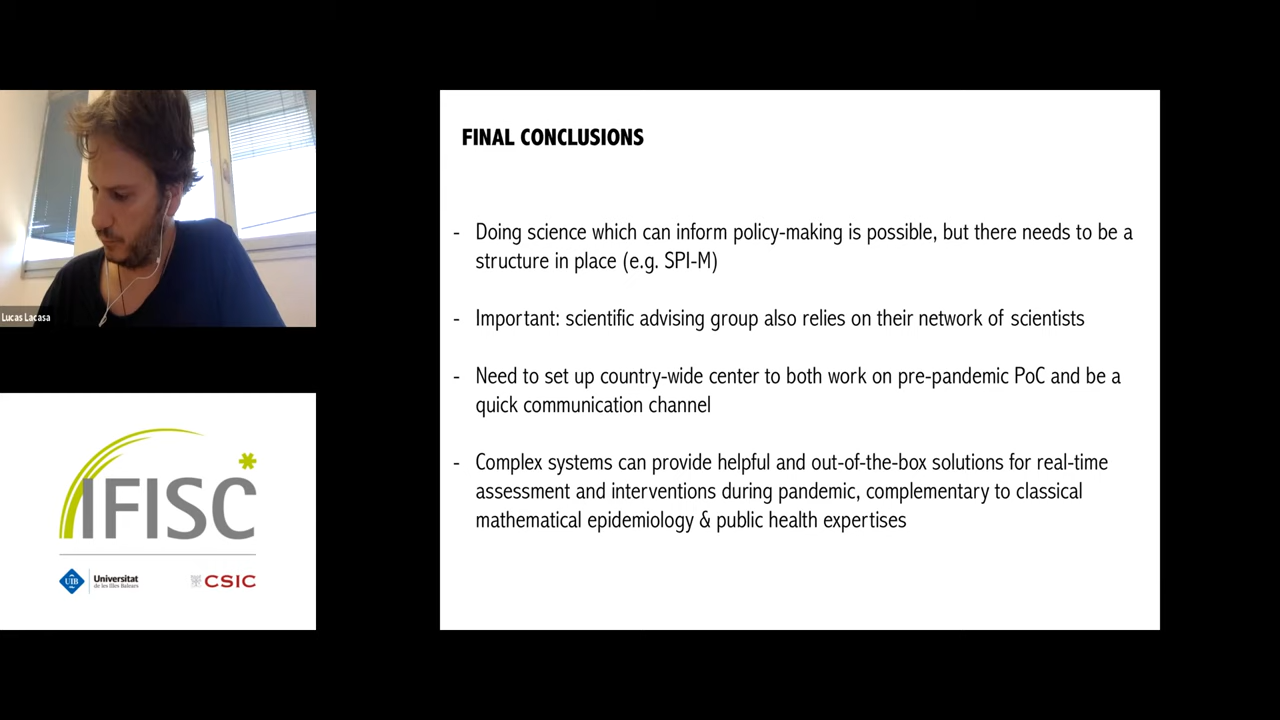 Lucas Lacasa
IFISC
UIB
Universitat
de les Illes Balears
CSIC
FINAL CONCLUSIONS
- Doing science which can inform policy-making is possible, but there needs to be a
structure in place (e.g. SPI-M)
- Important: scientific advising group also relies on their network of scientists
- Need to set up country-wide center to both work on pre-pandemic PoC and be a
quick communication channel
- Complex systems can provide helpful and out-of-the-box solutions for real-time
assessment and interventions during pandemic, complementary to classical
mathematical epidemiology & public health expertises